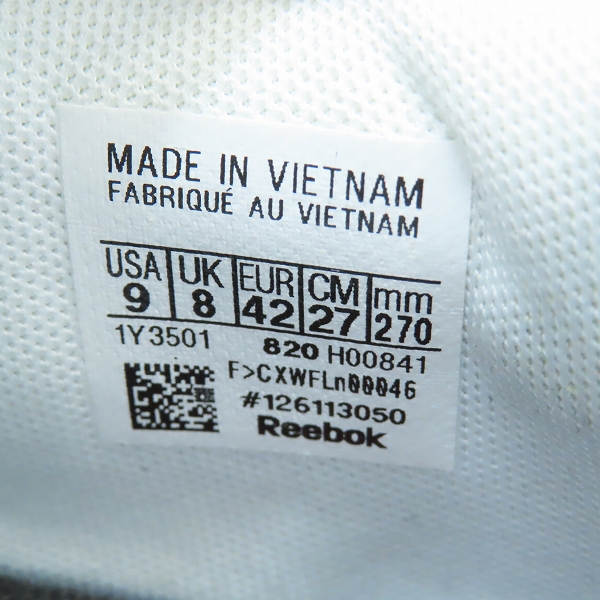 MADE IN VIETNAM
FABRIQUÉ AU VIETNAM
USA UK EUR CM mm
9 8 42 27 270
1Y3501 820 H00841
F>CXWFLn00046
#126113050
Reebok